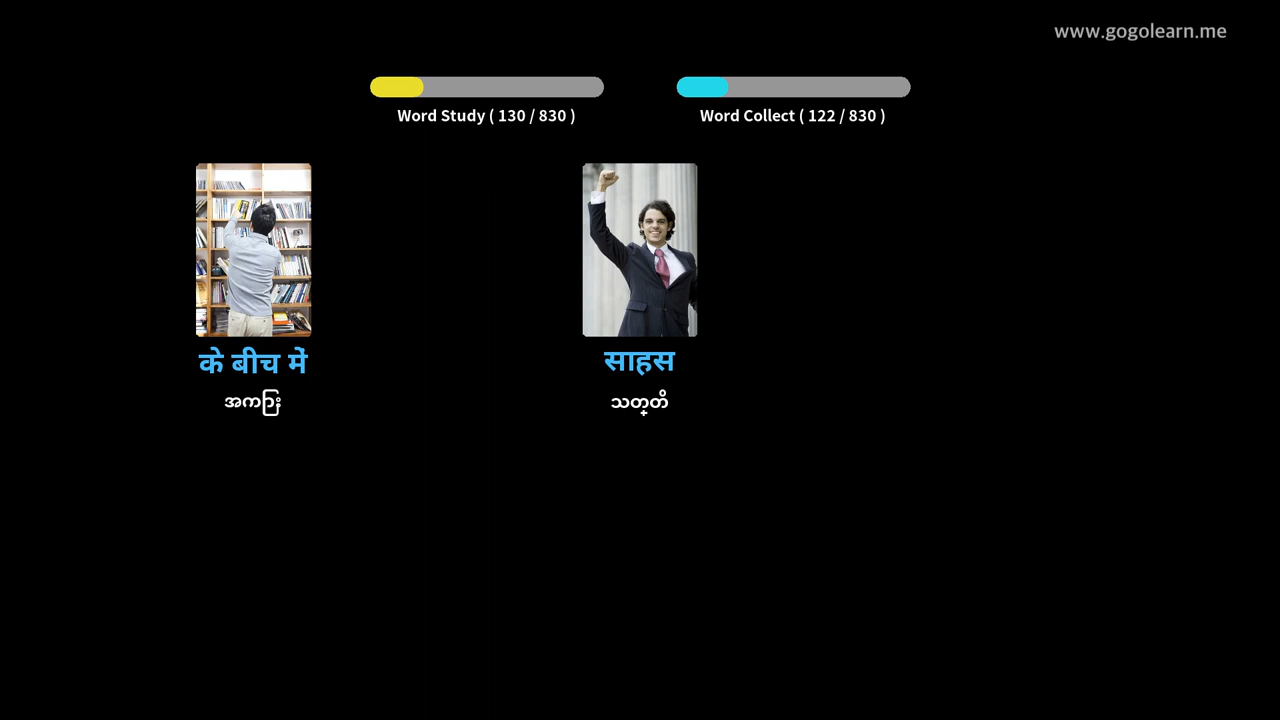 www.gogolearn.me
Word Study ( 130 / 830 )
Word Collect ( 122 / 830 )
के बीच में
साहस
အကြား
သတ္တိ